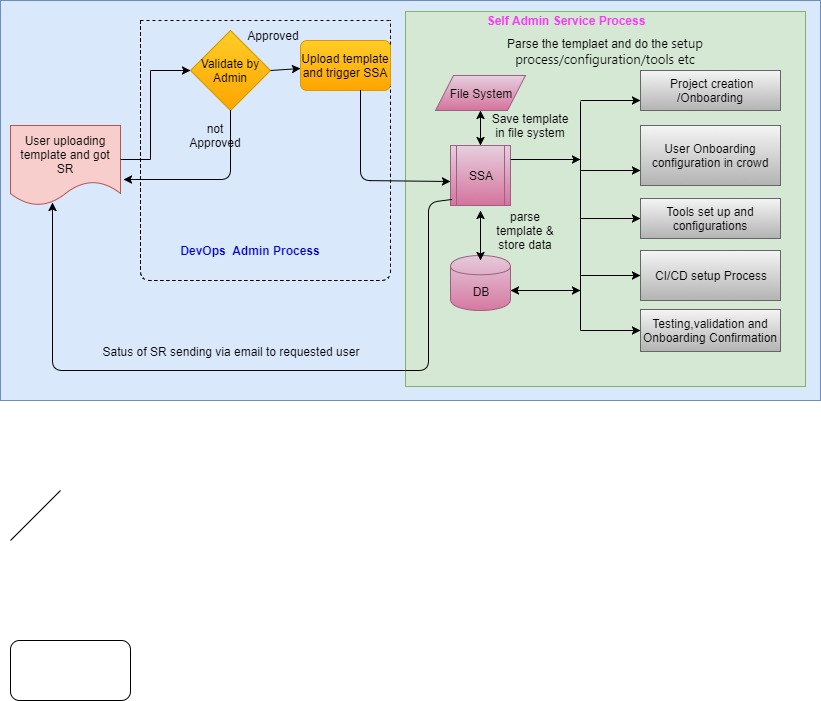 Self Admin Service Process
Parse the templaet and do the setup
process/configuration/tools etc
Approved
Validate by
Admin
Upload template
and trigger SSA
not
Approved
User uploading
template and got
SR
DevOps  Admin Process
File System
Save template
in file system
SSA
parse
template &
store data
DB
Project creation
/Onboarding
User Onboarding
configuration in crowd
Tools set up and
configurations
CI/CD setup Process
Testing,validation and
Onboarding Confirmation
Satus of SR sending via email to requested user